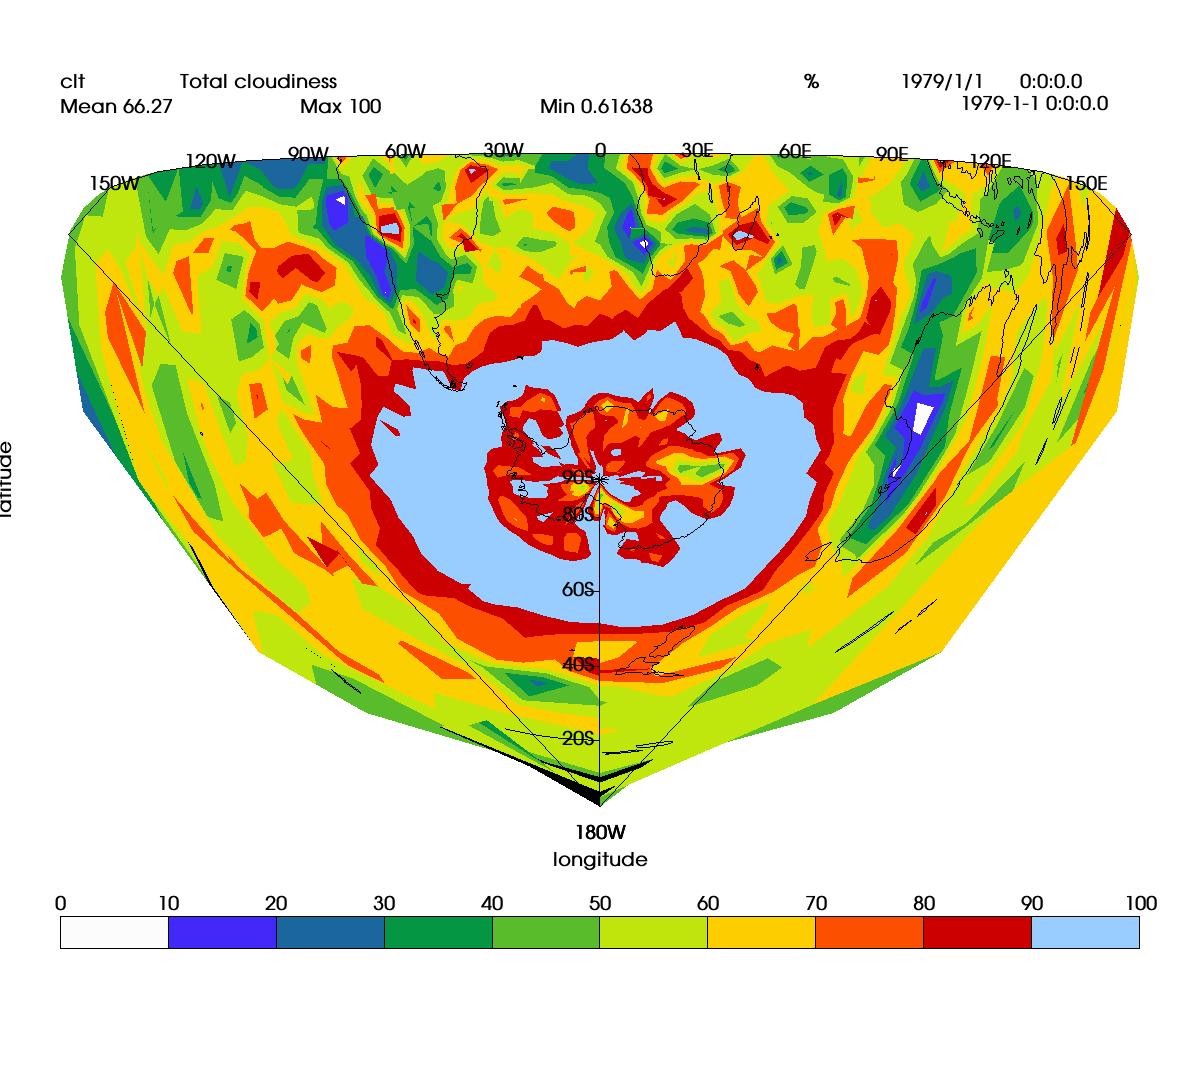 clt Total cloudiness % 1979/1/1 0:0:0.0
Mean 66.27 Max 100 Min 0.61638 1979-1-1 0:0:0.0
150W 120W 90W 60W 30W 0 30E 60E 90E 120E 150E
latitude
90S
80S
60S
40S
20S
180W
longitude
0 10 20 30 40 50 60 70 80 90 100